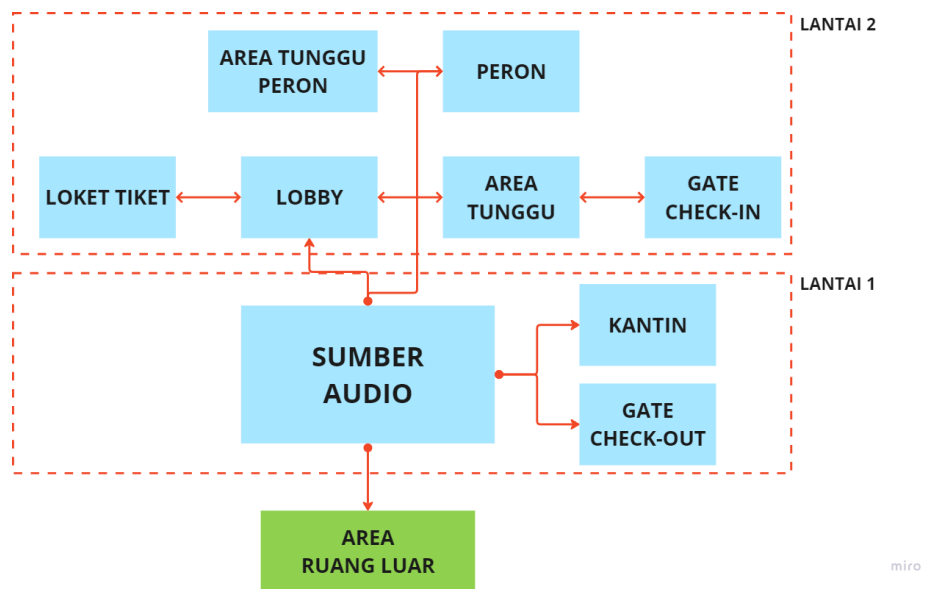 LANTAI 2
AREA TUNGGU
PERON
PERON
LOKET TIKET
LOBBY
AREA
TUNGGU
GATE
CHECK-IN
LANTAI 1
SUMBER
AUDIO
KANTIN
GATE
CHECK-OUT
AREA
RUANG LUAR
miro